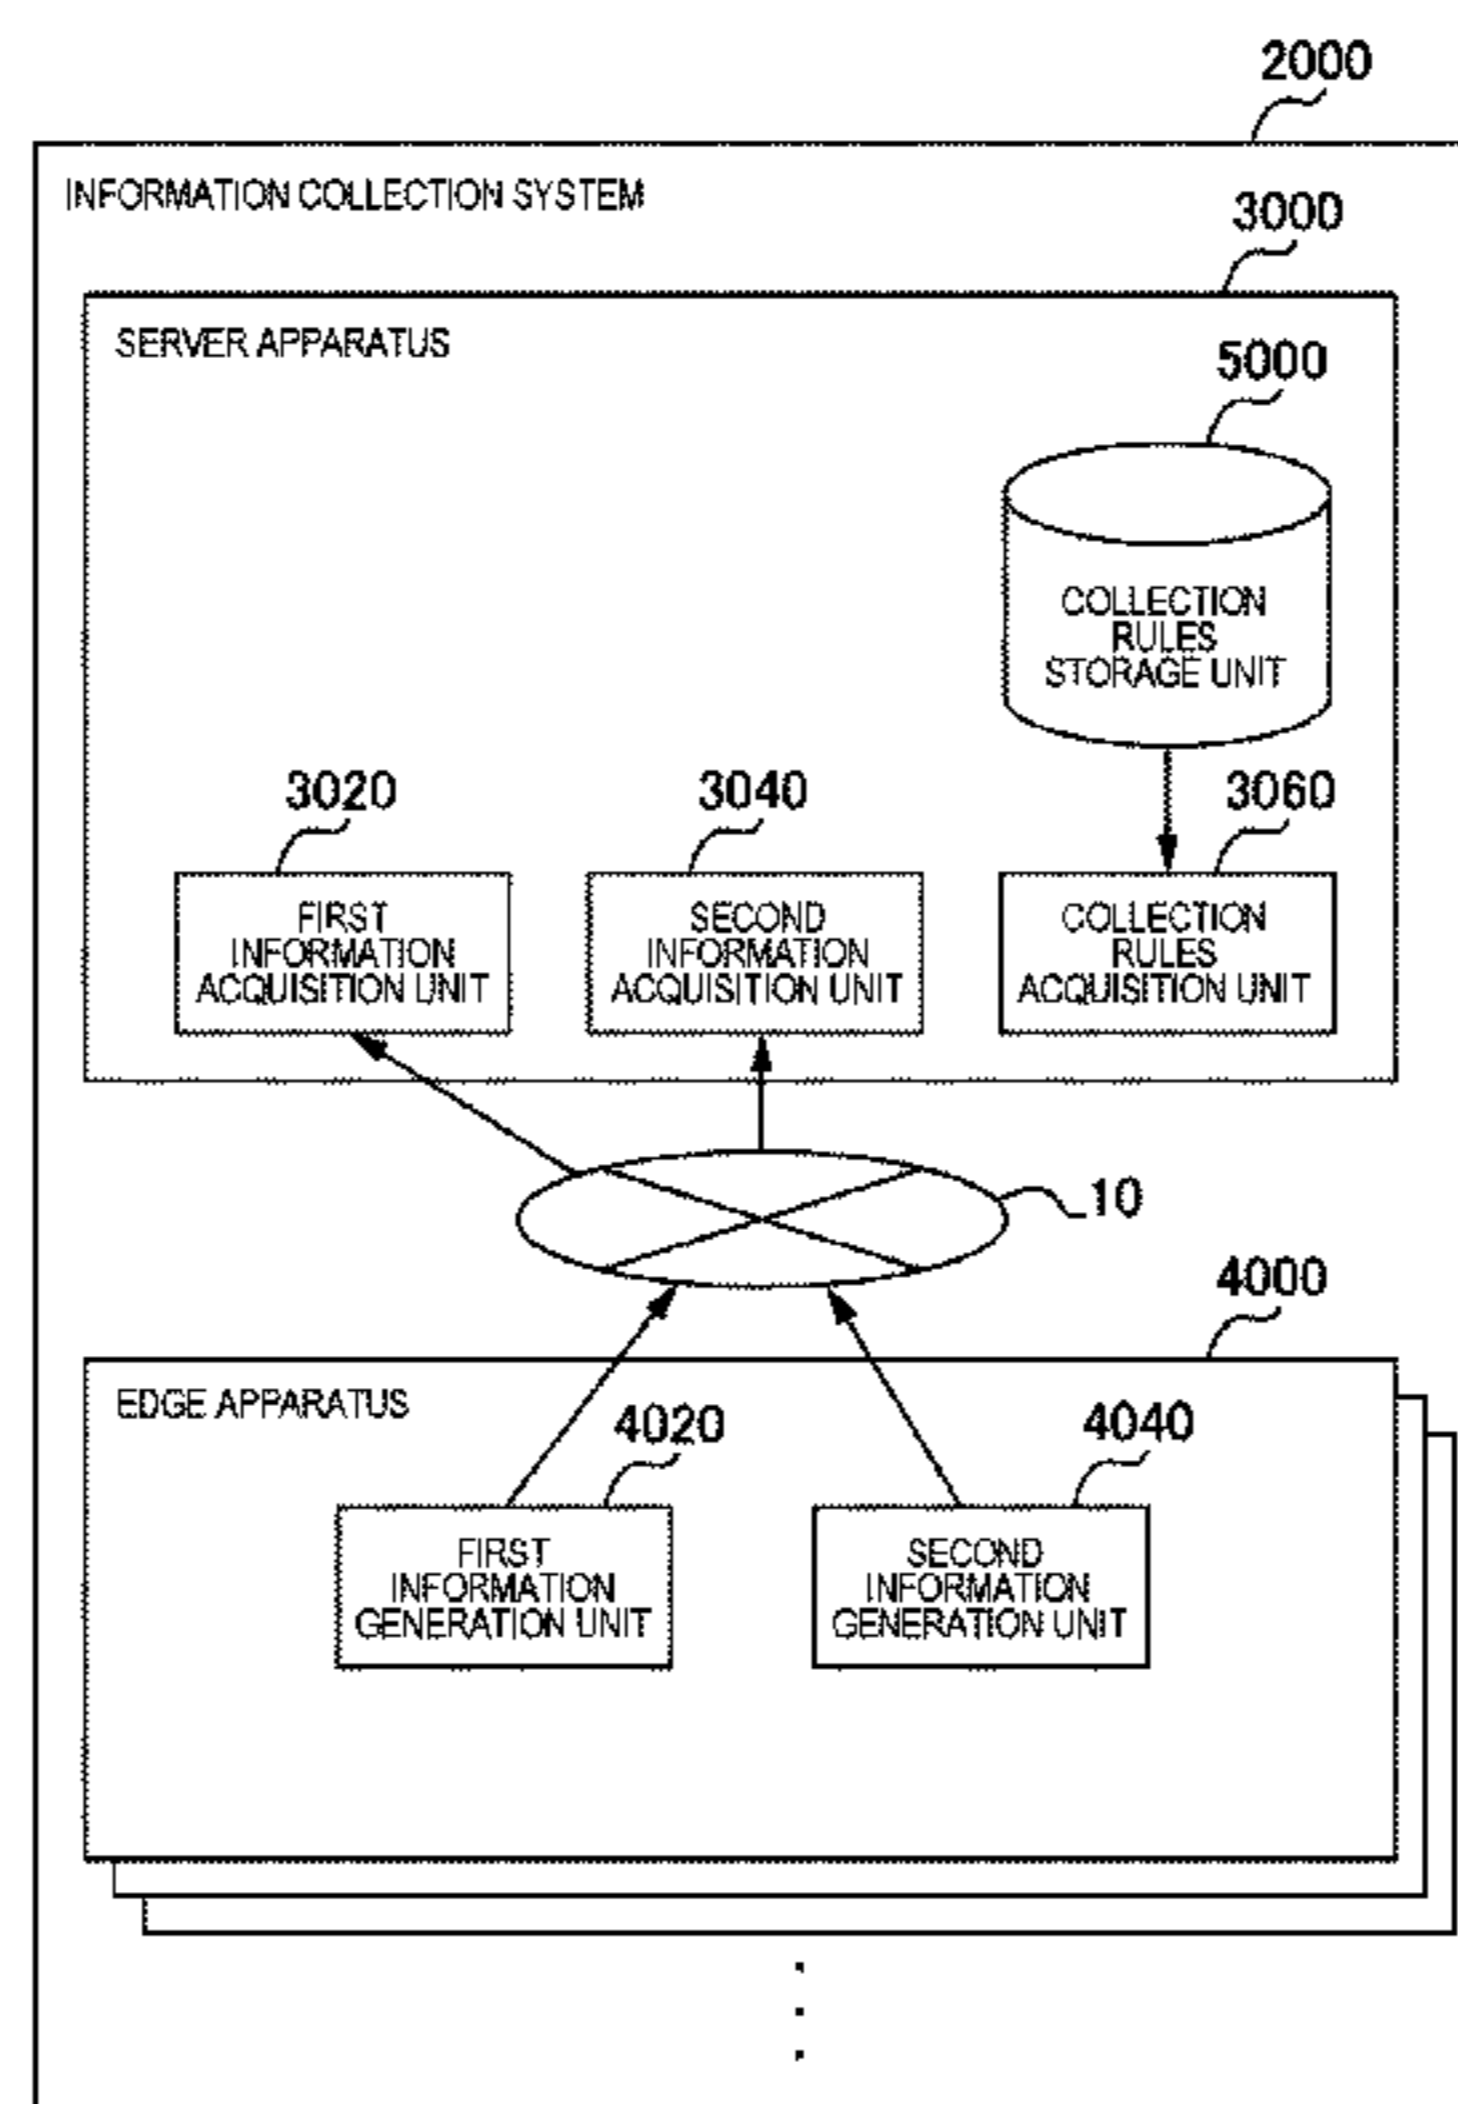 2000
INFORMATION COLLECTION SYSTEM
3000
SERVER APPARATUS
5000
COLLECTION
RULES
STORAGE UNIT
3020
3040
3060
FIRST
INFORMATION
ACQUISITION UNIT
SECOND
INFORMATION
ACQUISITION UNIT
COLLECTION
RULES
ACQUISITION UNIT
10
4000
EDGE APPARATUS
4020
4040
FIRST
INFORMATION
GENERATION UNIT
SECOND
INFORMATION
GENERATION UNIT